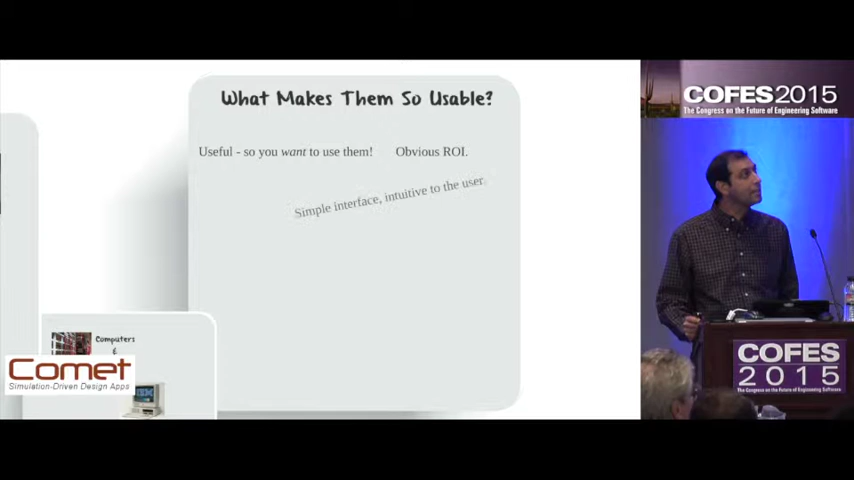 What Makes Them So Usable?
Useful - so you want to use them!
Obvious ROI.
Simple interface, intuitive to the user.
Computers
&
IBM
Comet
Simulation-Driven Design Apps
COFES2015
The Congress on the Future of Engineering Software
COFES
2015
The Congress on the Future of Engineering Software